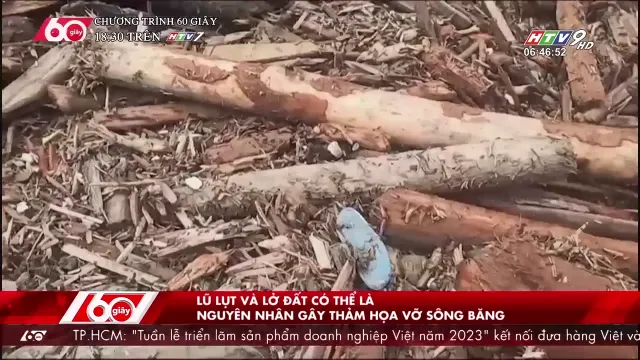 60 giây
CHƯƠNG TRÌNH 60 GIÂY
18:30 TRÊN HTV7
HTV9 HD
06:46:52
60 giây
LŨ LỤT VÀ LỞ ĐẤT CÓ THỂ LÀ
NGUYÊN NHÂN GÂY THẢM HỌA VỠ SÔNG BĂNG
60 giây
TP.HCM: "Tuần lễ triển lãm sản phẩm doanh nghiệp Việt năm 2023" kết nối đưa hàng Việt và